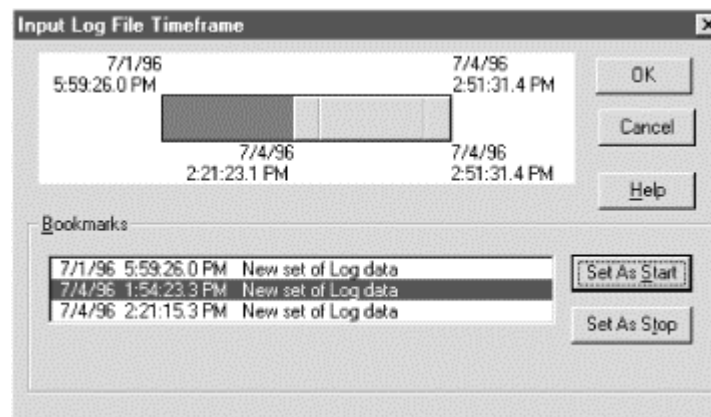 Input Log File Timeframe
7/1/96
5:59:26.0 PM
7/4/96
2:51:31.4 PM
OK
Cancel
7/4/96
2:21:23.1 PM
7/4/96
2:51:31.4 PM
Help
Bookmarks
7/1/96 5:59:26.0 PM New set of Log data
7/4/96 1:54:23.3 PM New set of Log data
7/4/96 2:21:15.3 PM New set of Log data
Set As Start
Set As Stop